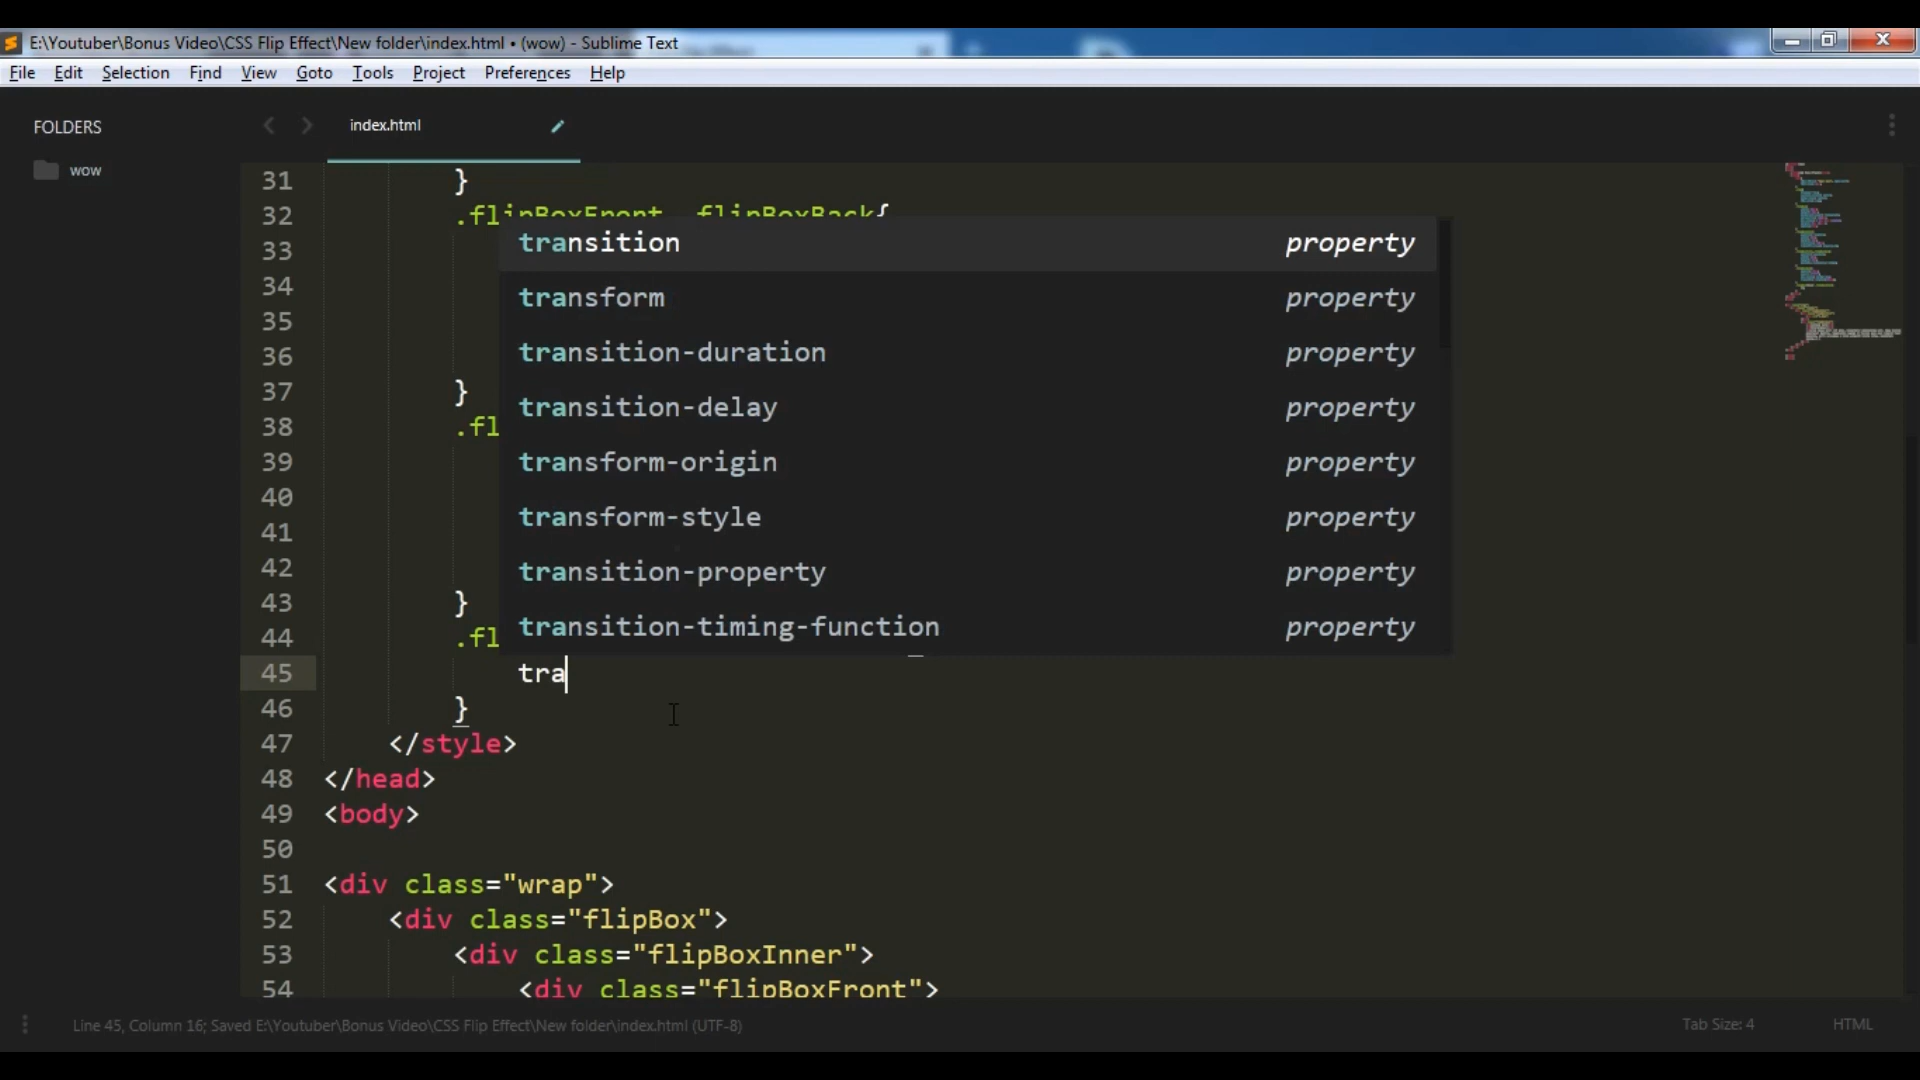 E:\Youtuber\Bonus Video\CSS Flip Effect\New folder\index.html • (wow) - Sublime Text
File Edit Selection Find View Goto Tools Project Preferences Help
FOLDERS
wow
index.html
31 }
32 .flipBoxFront, .flipBoxBack{
33
34
35
36
37 }
38 .fl
39
40
41
42
43 }
44 .fl
transition property
transform property
transition-duration property
transition-delay property
transform-origin property
transform-style property
transition-property property
transition-timing-function property
45 tra
46 }
47 </style>
48 </head>
49 <body>
50
51 <div class="wrap">
52 <div class="flipBox">
53 <div class="flipBoxInner">
54 <div class="flipBoxFront">
Line 45, Column 16; Saved E:\Youtuber\Bonus Video\CSS Flip Effect\New folder\index.html (UTF-8)
Tab Size: 4
HTML